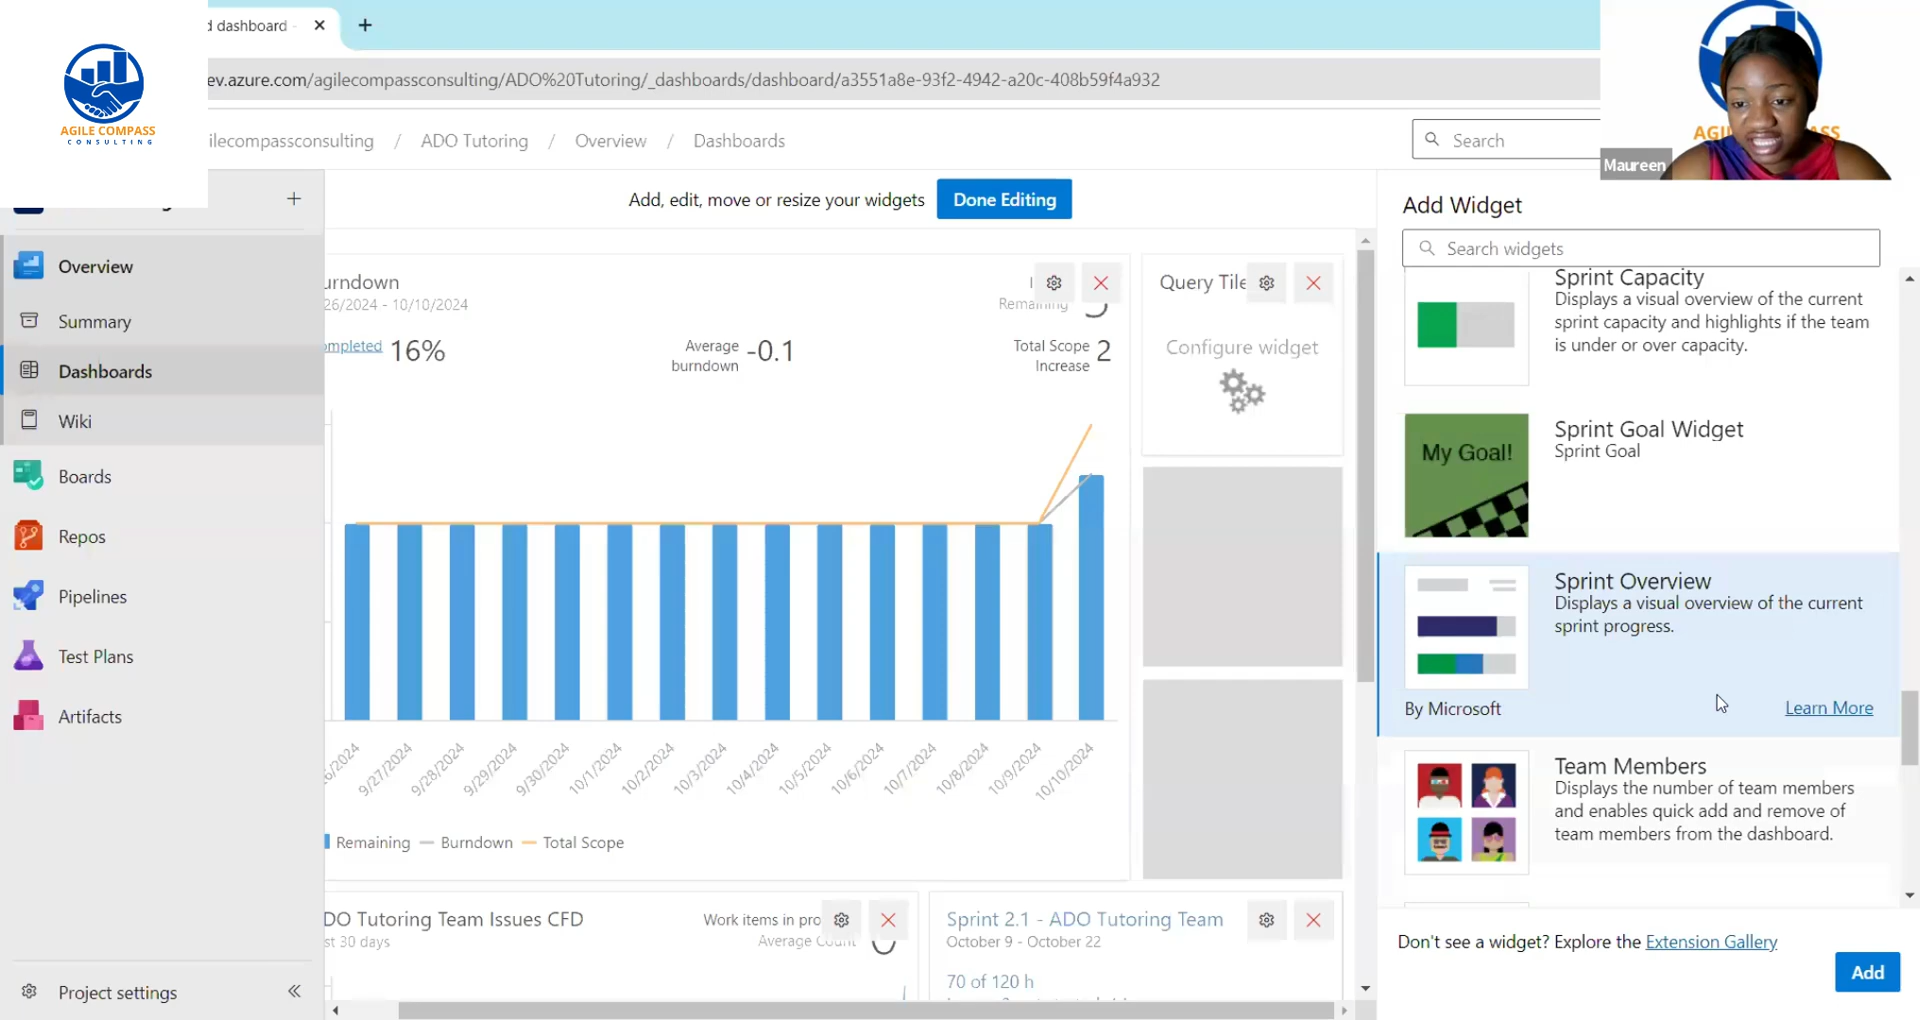 d dashboard -
AGILE COMPASS
CONSULTING
ev.azure.com/agilecompassconsulting/ADO%20Tutoring/_dashboards/dashboard/a3551a8e-93f2-4942-a20c-408b59f4a932
ilecompassconsulting / ADO Tutoring / Overview / Dashboards
Search
Maureen
Overview
Summary
Dashboards
Wiki
Boards
Repos
Pipelines
Test Plans
Artifacts
Project settings
Add, edit, move or resize your widgets
Done Editing
urndown
26/2024 - 10/10/2024
Remaining
ompleted 16%
Average
burndown
-0.1
Total Scope
Increase
2
6/2024
9/27/2024
9/28/2024
9/29/2024
9/30/2024
10/1/2024
10/2/2024
10/3/2024
10/4/2024
10/5/2024
10/6/2024
10/7/2024
10/8/2024
10/9/2024
10/10/2024
Remaining Burndown Total Scope
Query Tile
Configure widget
DO Tutoring Team Issues CFD
st 30 days
Work items in pro
Average Count
Sprint 2.1 - ADO Tutoring Team
October 9 - October 22
70 of 120 h
Add Widget
Search widgets
Sprint Capacity
Displays a visual overview of the current
sprint capacity and highlights if the team
is under or over capacity.
My Goal!
Sprint Goal Widget
Sprint Goal
Sprint Overview
Displays a visual overview of the current
sprint progress.
By Microsoft
Learn More
Team Members
Displays the number of team members
and enables quick add and remove of
team members from the dashboard.
Don't see a widget? Explore the Extension Gallery
Add